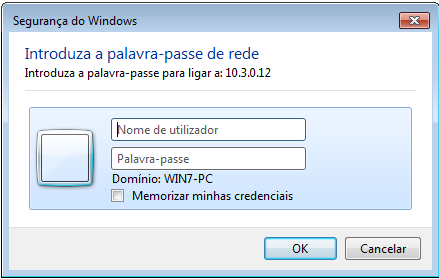 Segurança do Windows
Introduza a palavra-passe de rede
Introduza a palavra-passe para ligar a: 10.3.0.12
Nome de utilizador
Palavra-passe
Domínio: WIN7-PC
Memorizar minhas credenciais
OK
Cancelar